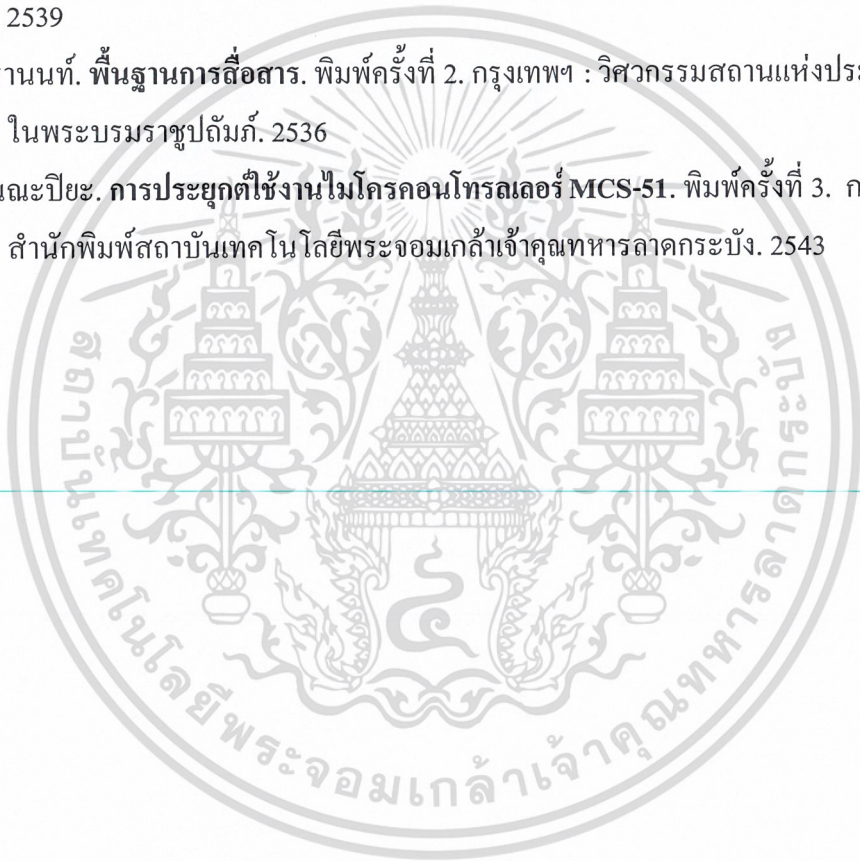 2539
รานนท์. พื้นฐานการสื่อสาร. พิมพ์ครั้งที่ 2. กรุงเทพฯ : วิศวกรรมสถานแห่งประ
ในพระบรมราชูปถัมภ์. 2536
นณะปิยะ. การประยุกต์ใช้งานไมโครคอนโทรลเลอร์ MCS-51. พิมพ์ครั้งที่ 3. ก
สำนักพิมพ์สถาบันเทคโนโลยีพระจอมเกล้าเจ้าคุณทหารลาดกระบัง. 2543
สถาบันเทคโนโลยีพระจอมเกล้าเจ้าคุณทหารลาดกระบัง